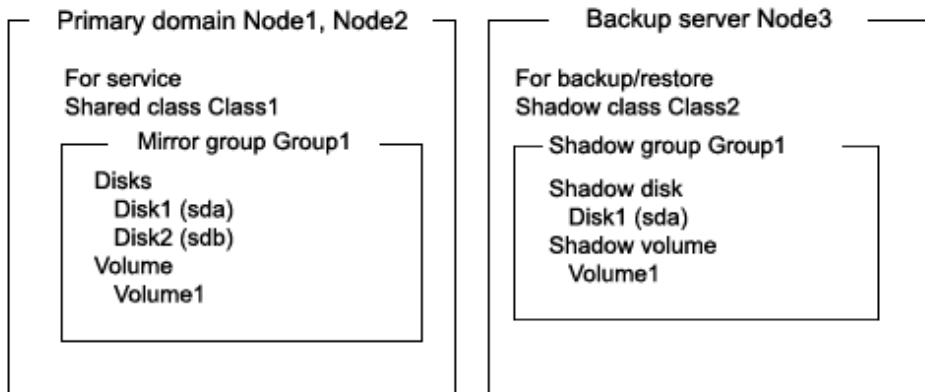 Primary domain Node1, Node2
For service
Shared class Class1
Mirror group Group1
Disks
Disk1 (sda)
Disk2 (sdb)
Volume
Volume1
Backup server Node3
For backup/restore
Shadow class Class2
Shadow group Group1
Shadow disk
Disk1 (sda)
Shadow volume
Volume1